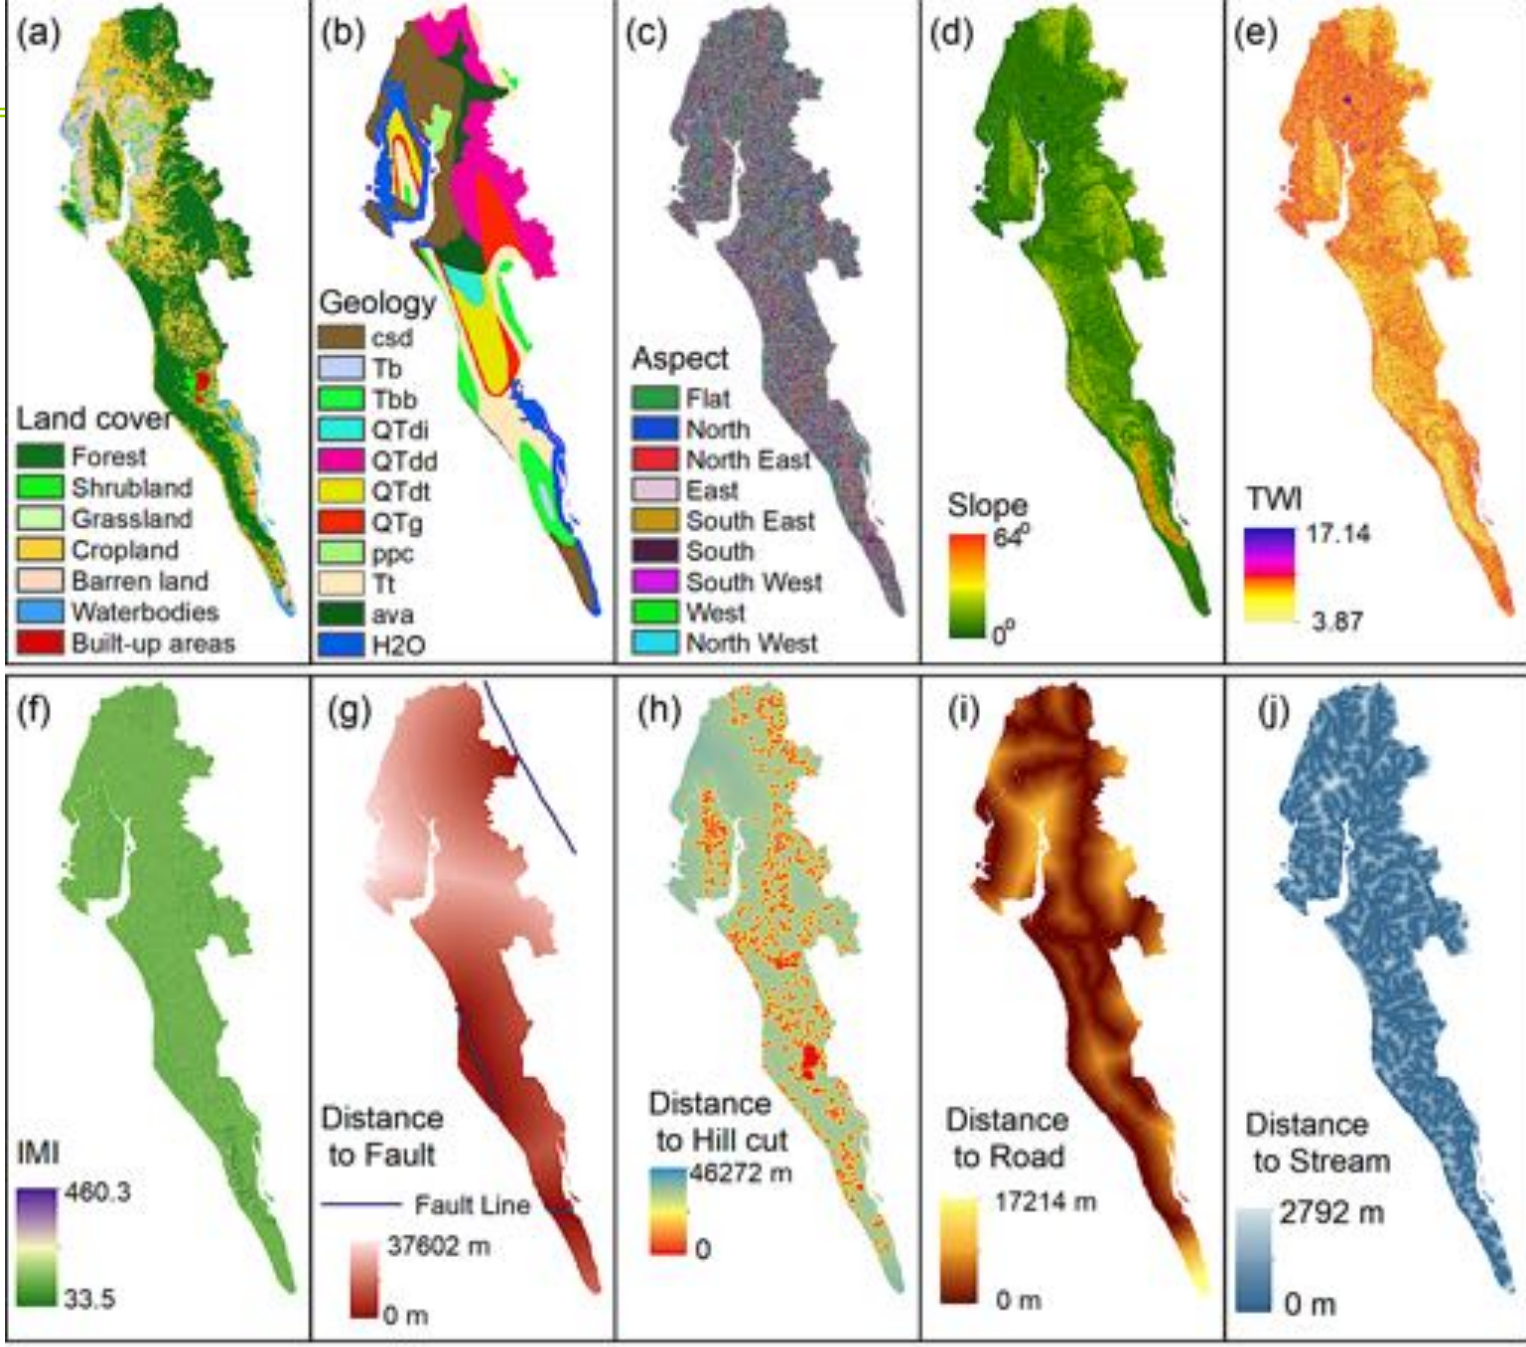 (a)
Land cover
Forest
Shrubland
Grassland
Cropland
Barren land
Waterbodies
Built-up areas
(b)
Geology
csd
Tb
Tbb
QTdi
QTdd
QTdt
QTg
ppc
Tt
ava
H2O
(c)
Aspect
Flat
North
North East
East
South East
South
South West
West
North West
(d)
Slope
64°
0°
(e)
TWI
17.14
3.87
(f)
IMI
460.3
33.5
(g)
Distance
to Fault
Fault Line
37602 m
0 m
(h)
Distance
to Hill cut
46272 m
0
(i)
Distance
to Road
17214 m
0 m
(j)
Distance
to Stream
2792 m
0 m